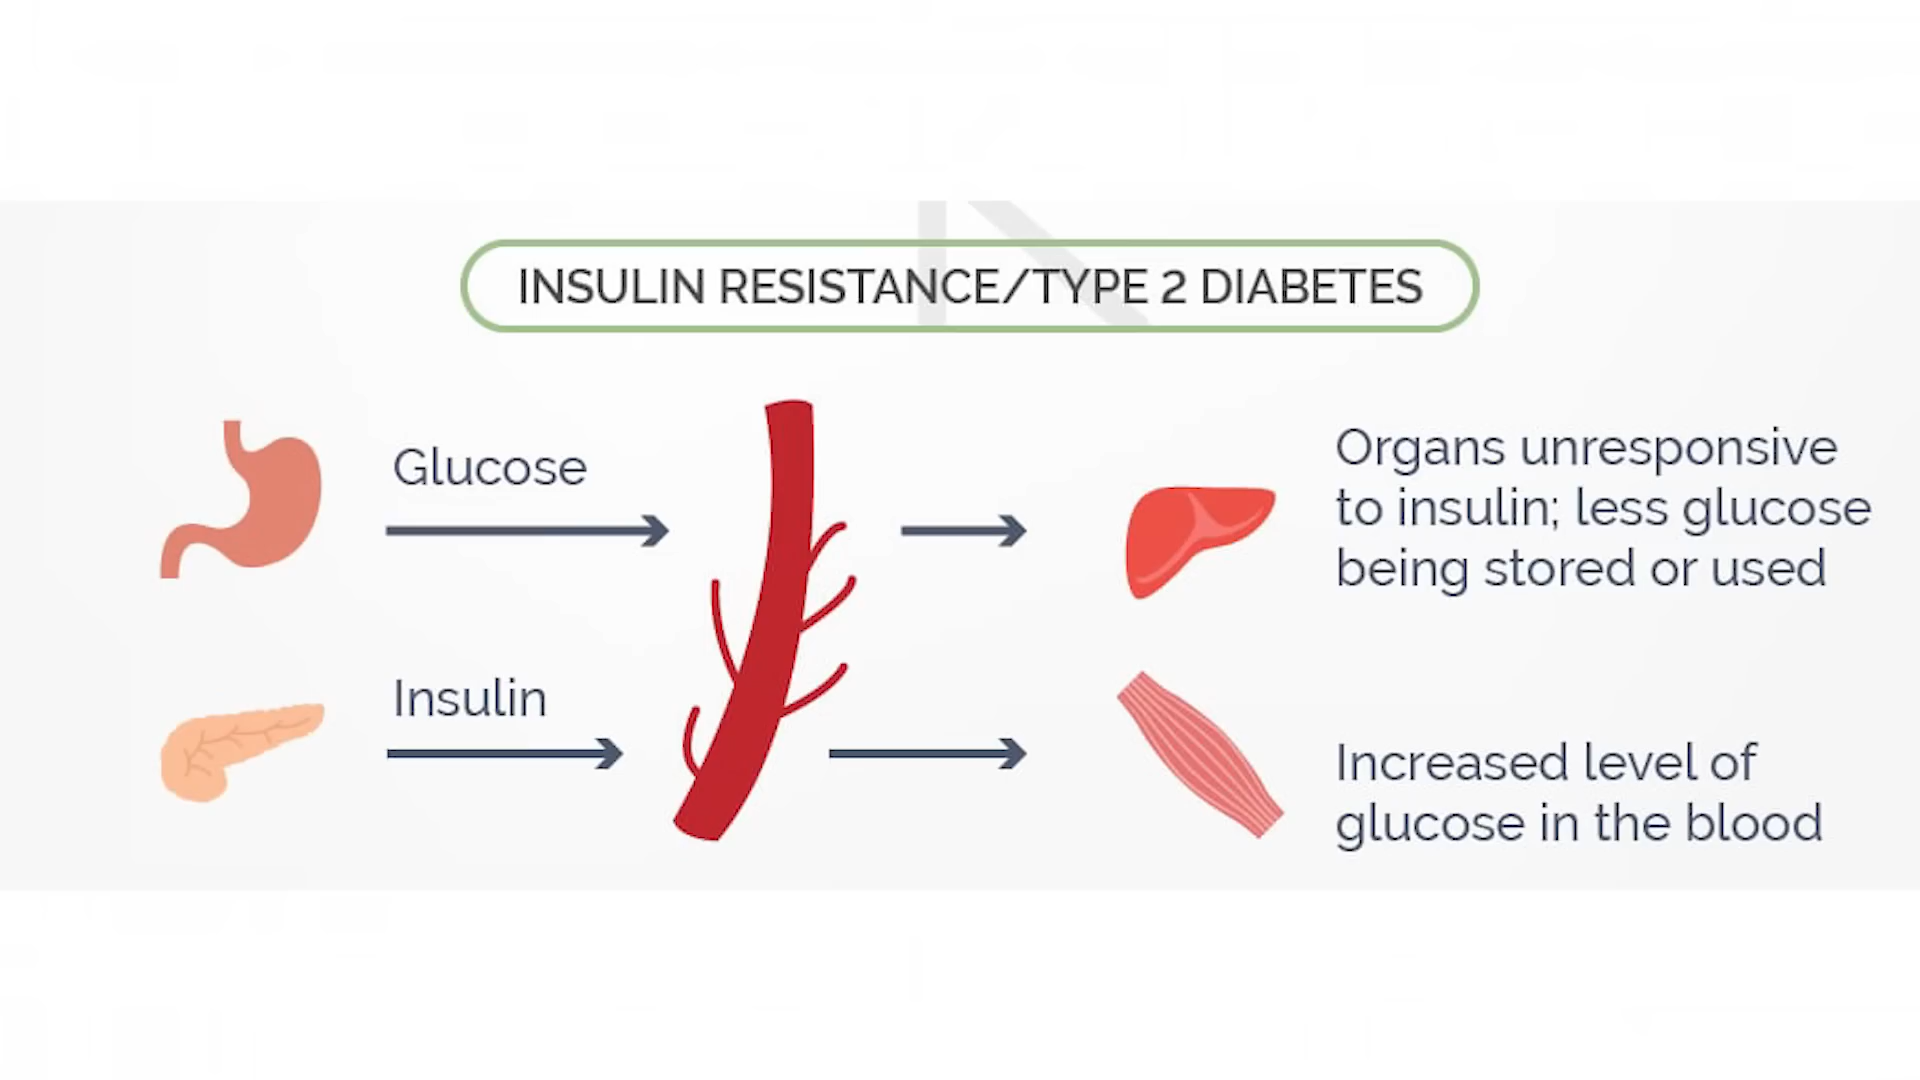 INSULIN RESISTANCE/TYPE 2 DIABETES
Glucose
Organs unresponsive
to insulin; less glucose
being stored or used
Insulin
Increased level of
glucose in the blood